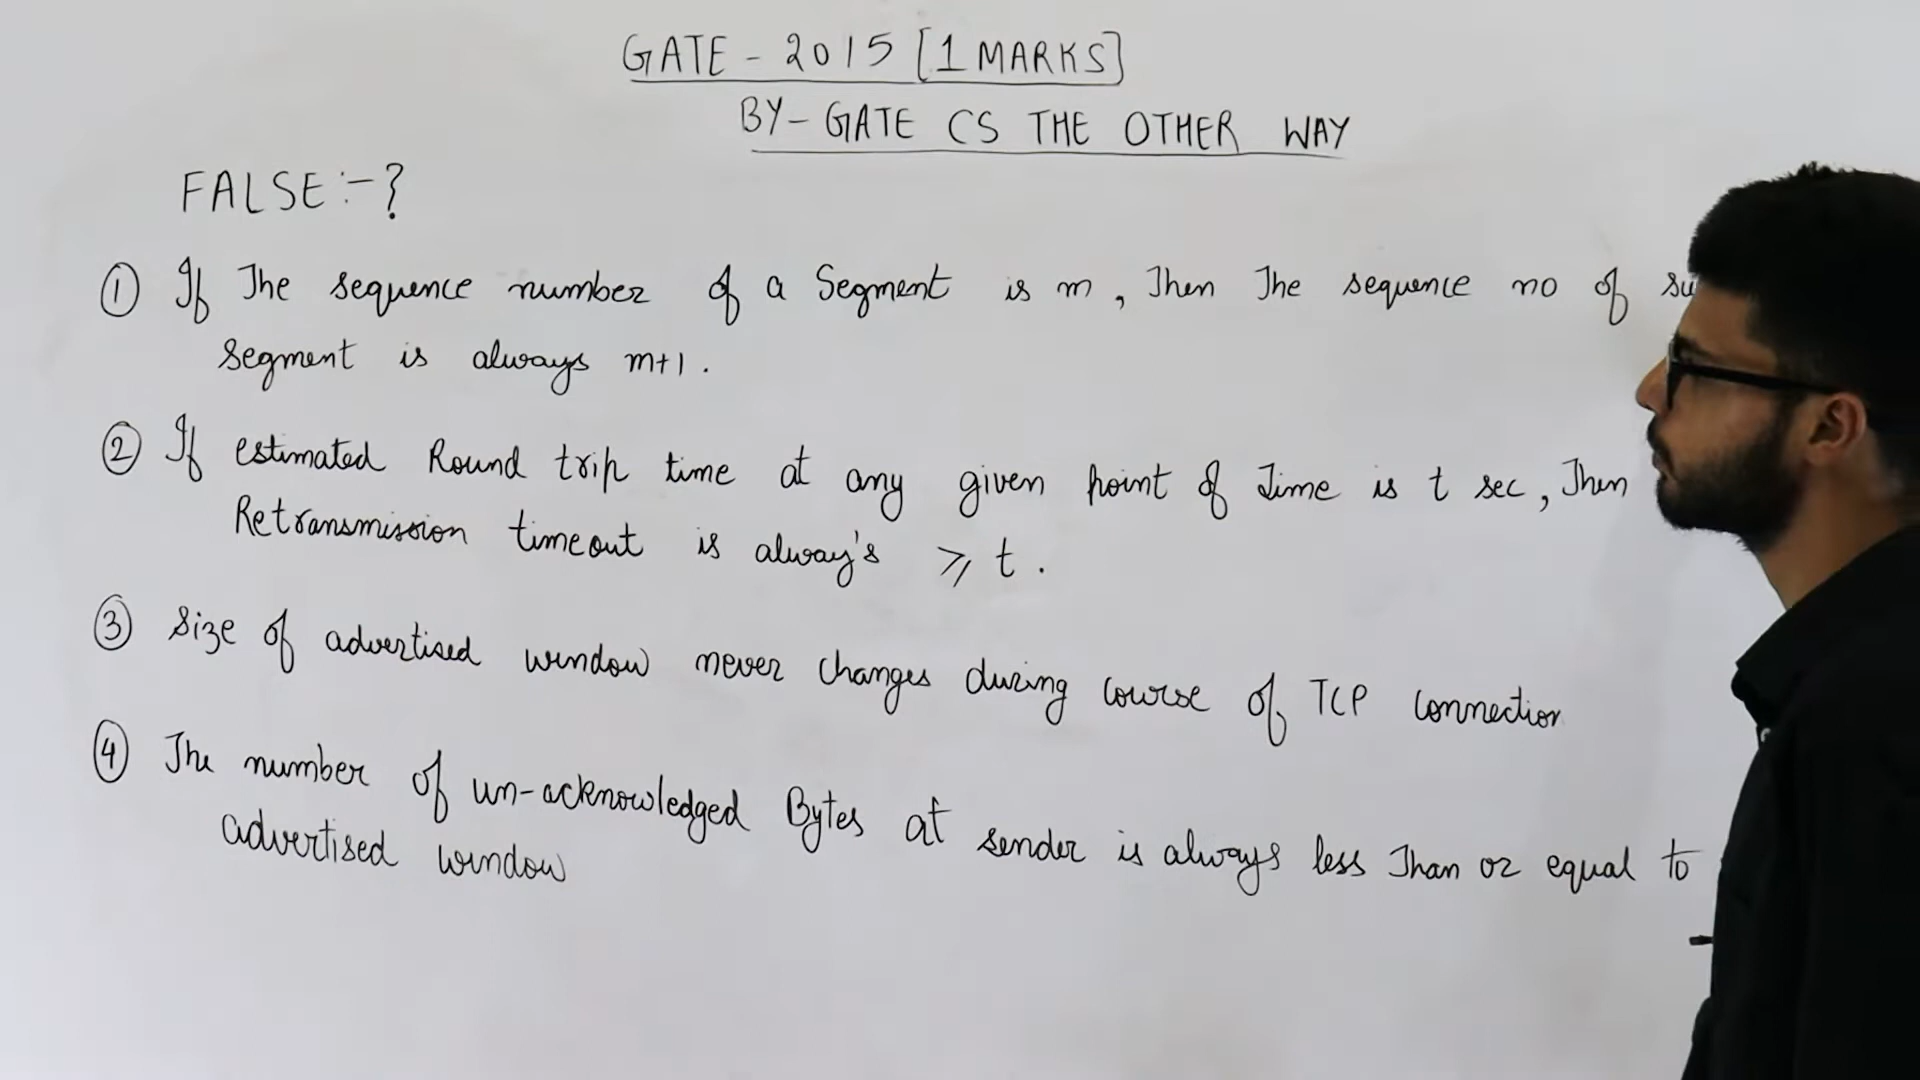 GATE - 2015 [1 MARKS]
BY - GATE CS THE OTHER WAY
FALSE :- ?
① If The sequence number of a Segment is m, Then The sequence no of
Segment is always m+1.
② If estimated Round trip time at any given point of Time is t sec, Then
Retransmission timeout is alway's ≥ t.
③ Size of advertised window never changes during course of TCP connection
④ The number of un-acknowledged Bytes at sender is always less Than or equal to
advertised window